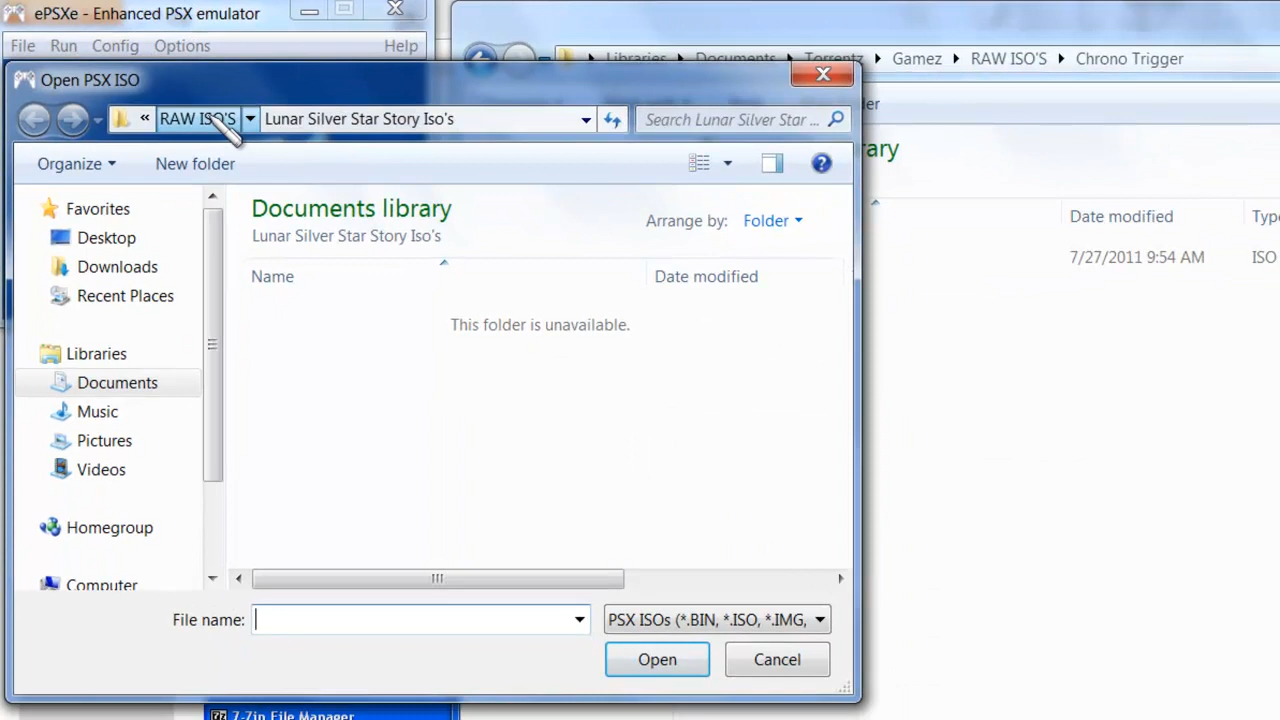 ePSXe - Enhanced PSX emulator
File Run Config Options Help
Libraries Documents Torrentz Gamez RAW ISO'S Chrono Trigger
Open PSX ISO
« RAW ISO'S Lunar Silver Star Story Iso's
Search Lunar Silver Star ...
Organize New folder
Favorites
Desktop
Downloads
Recent Places
Libraries
Documents
Music
Pictures
Videos
Homegroup
Computer
Documents library
Lunar Silver Star Story Iso's
Arrange by: Folder
Name Date modified
This folder is unavailable.
Date modified
7/27/2011 9:54 AM ISO
File name: PSX ISOs (*.BIN, *.ISO, *.IMG,
Open Cancel
7-Zip File Manager